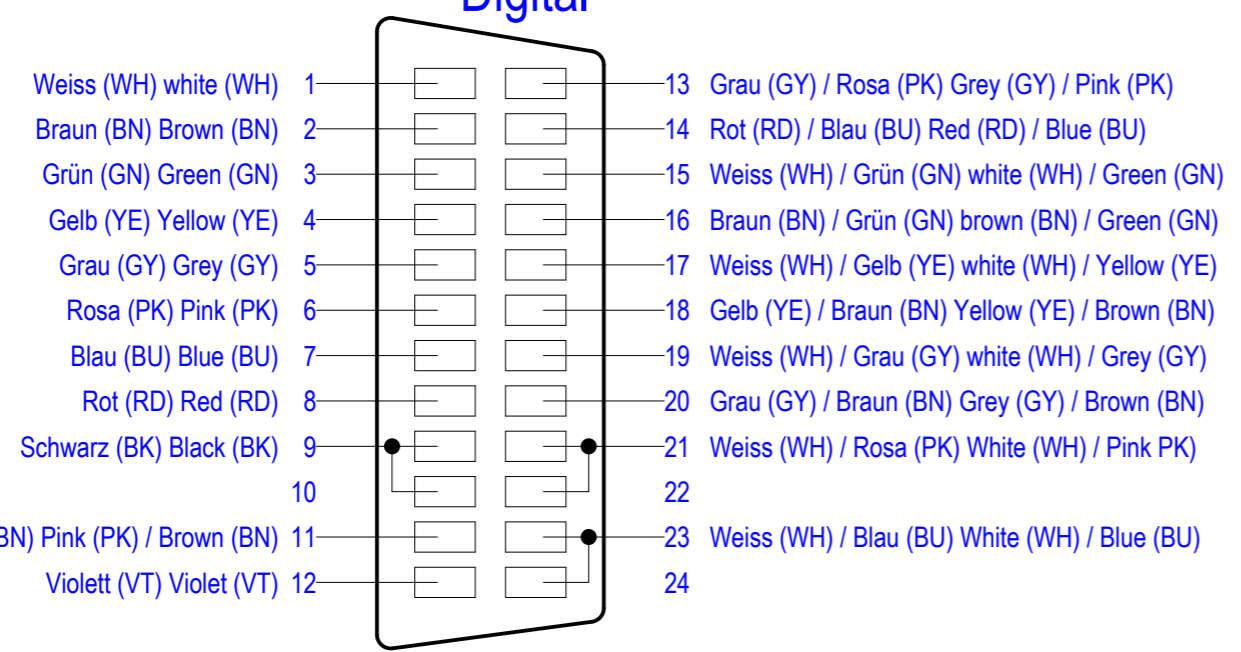 Digital
Weiss (WH) white (WH) 1
Braun (BN) Brown (BN) 2
Grün (GN) Green (GN) 3
Gelb (YE) Yellow (YE) 4
Grau (GY) Grey (GY) 5
Rosa (PK) Pink (PK) 6
Blau (BU) Blue (BU) 7
Rot (RD) Red (RD) 8
Schwarz (BK) Black (BK) 9
10
BN) Pink (PK) / Brown (BN) 11
Violett (VT) Violet (VT) 12
13 Grau (GY) / Rosa (PK) Grey (GY) / Pink (PK)
14 Rot (RD) / Blau (BU) Red (RD) / Blue (BU)
15 Weiss (WH) / Grün (GN) white (WH) / Green (GN)
16 Braun (BN) / Grün (GN) brown (BN) / Green (GN)
17 Weiss (WH) / Gelb (YE) white (WH) / Yellow (YE)
18 Gelb (YE) / Braun (BN) Yellow (YE) / Brown (BN)
19 Weiss (WH) / Grau (GY) white (WH) / Grey (GY)
20 Grau (GY) / Braun (BN) Grey (GY) / Brown (BN)
21 Weiss (WH) / Rosa (PK) White (WH) / Pink PK)
22
23 Weiss (WH) / Blau (BU) White (WH) / Blue (BU)
24